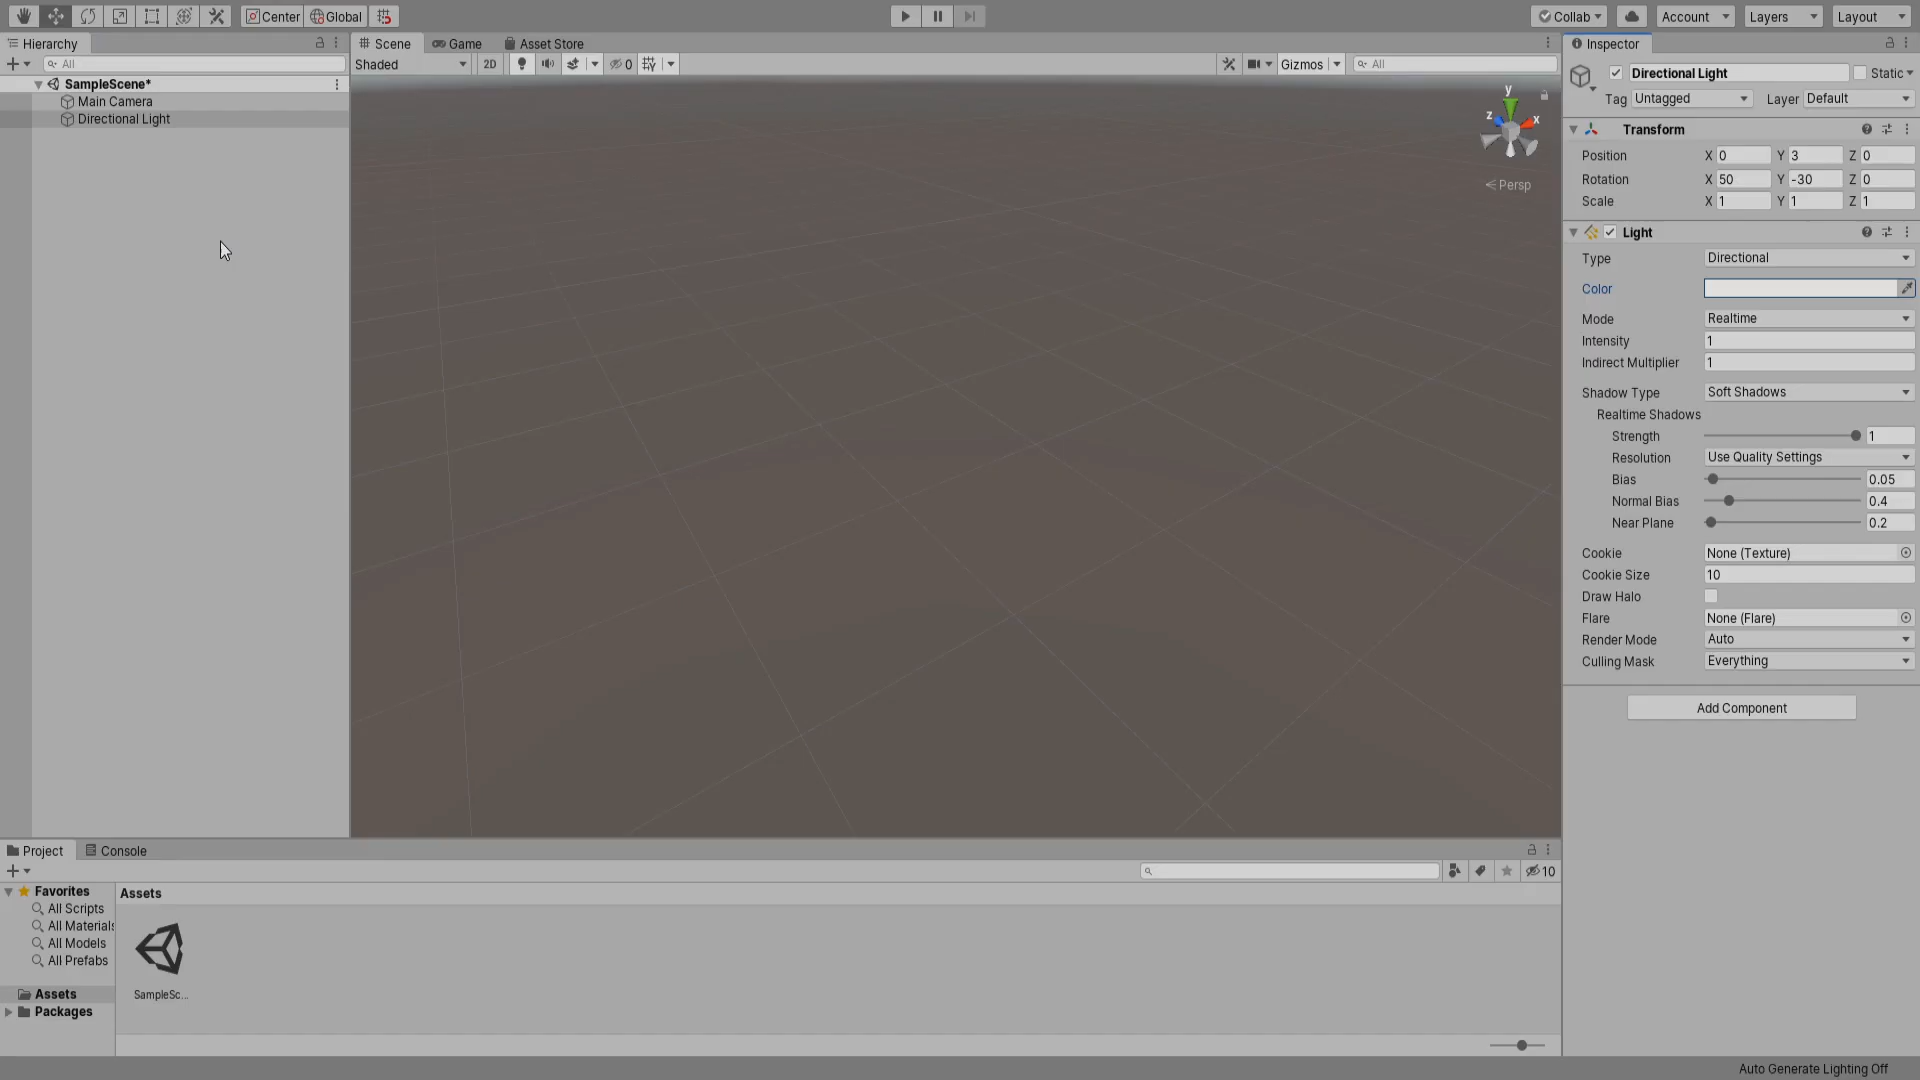 Center Global
Collab Account Layers Layout
Hierarchy
All
SampleScene*
Main Camera
Directional Light
Scene Game Asset Store
Shaded 2D 0 Gizmos All
y
z x
Persp
Inspector
Directional Light Static
Tag Untagged Layer Default
Transform
Position X 0 Y 3 Z 0
Rotation X 50 Y -30 Z 0
Scale X 1 Y 1 Z 1
Light
Type Directional
Color
Mode Realtime
Intensity 1
Indirect Multiplier 1
Shadow Type Soft Shadows
Realtime Shadows
Strength 1
Resolution Use Quality Settings
Bias 0.05
Normal Bias 0.4
Near Plane 0.2
Cookie None (Texture)
Cookie Size 10
Draw Halo
Flare None (Flare)
Render Mode Auto
Culling Mask Everything
Add Component
Project Console
10
Favorites
All Scripts
All Materials
All Models
All Prefabs
Assets
Packages
Assets
SampleSc...
Auto Generate Lighting Off